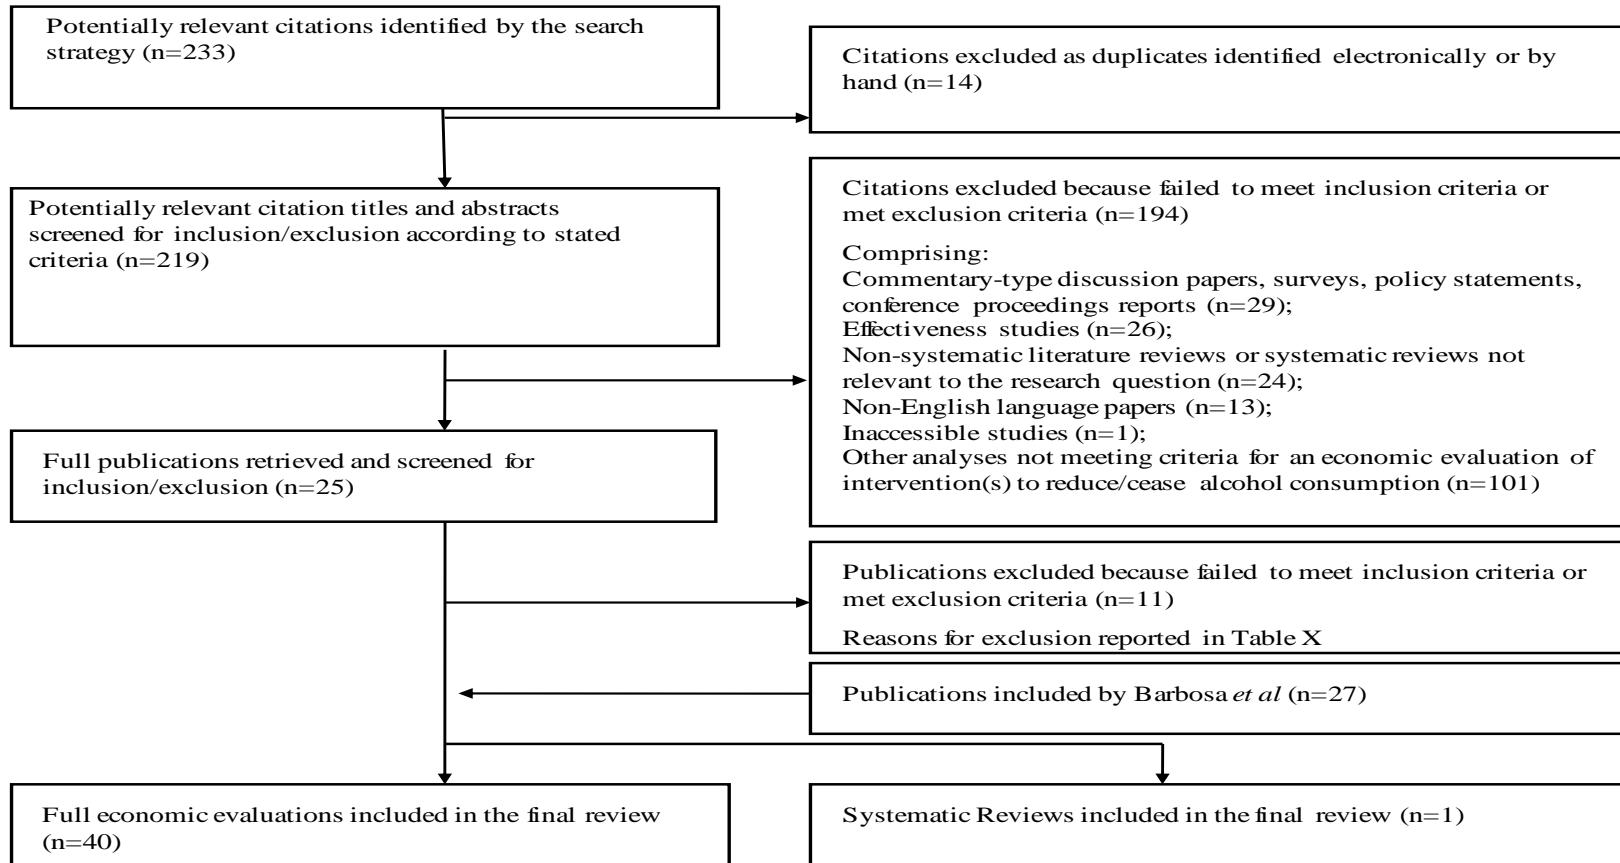 Potentially relevant citations identified by the search
strategy (n=233)
Citations excluded as duplicates identified electronically or by
hand (n=14)
Potentially relevant citation titles and abstracts
screened for inclusion/exclusion according to stated
criteria (n=219)
Citations excluded because failed to meet inclusion criteria or
met exclusion criteria (n=194)
Comprising:
Commentary-type discussion papers, surveys, policy statements,
conference proceedings reports (n=29);
Effectiveness studies (n=26);
Non-systematic literature reviews or systematic reviews not
relevant to the research question (n=24);
Non-English language papers (n=13);
Inaccessible studies (n=1);
Other analyses not meeting criteria for an economic evaluation of
intervention(s) to reduce/cease alcohol consumption (n=101)
Full publications retrieved and screened for
inclusion/exclusion (n=25)
Publications excluded because failed to meet inclusion criteria or
met exclusion criteria (n=11)
Reasons for exclusion reported in Table X
Publications included by Barbosa et al (n=27)
Full economic evaluations included in the final review
(n=40)
Systematic Reviews included in the final review (n=1)